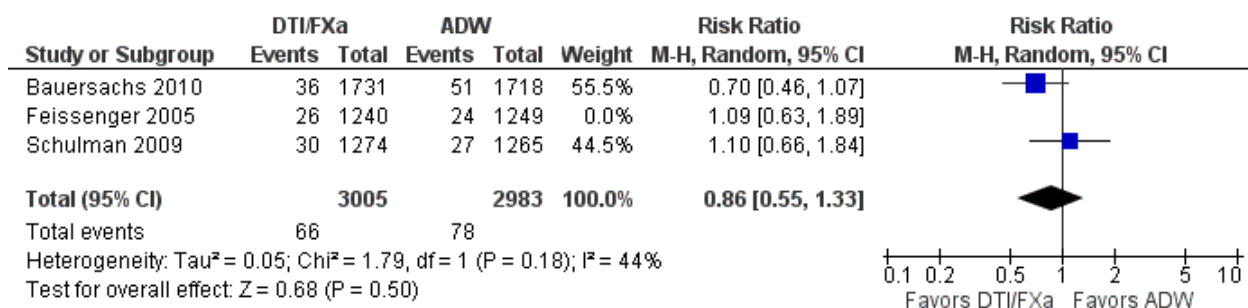 DTI/FXa ADW Risk Ratio Risk Ratio
Study or Subgroup Events Total Events Total Weight M-H, Random, 95% CI M-H, Random, 95% CI
Bauersachs 2010 36 1731 51 1718 55.5% 0.70 [0.46, 1.07]
Feissenger 2005 26 1240 24 1249 0.0% 1.09 [0.63, 1.89]
Schulman 2009 30 1274 27 1265 44.5% 1.10 [0.66, 1.84]
Total (95% CI) 3005 2983 100.0% 0.86 [0.55, 1.33]
Total events 66 78
Heterogeneity: Tau² = 0.05; Chi² = 1.79, df = 1 (P = 0.18); I² = 44%
Test for overall effect: Z = 0.68 (P = 0.50)
0.1 0.2 0.5 1 2 5 10
Favors DTI/FXa Favors ADW